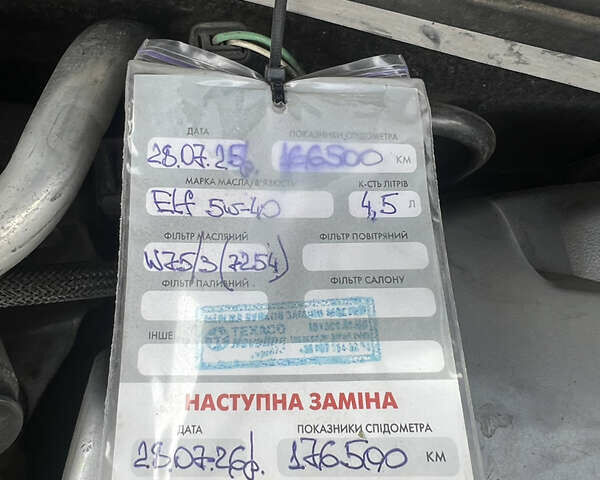 ДАТА ПОКАЗНИКИ СПІДОМЕТРА
28.07.25р. 166500 КМ
МАРКА МАСЛА/В'ЯЗКІСТЬ К-СТЬ ЛІТРІВ
ELF 5W-40 4,5 Л
ФІЛЬТР МАСЛЯНИЙ ФІЛЬТР ПОВІТРЯНИЙ
W75/3 (7254)
ФІЛЬТР ПАЛИВНИЙ ФІЛЬТР САЛОНУ
ІНШЕ
TEXACO
НАСТУПНА ЗАМІНА
ДАТА ПОКАЗНИКИ СПІДОМЕТРА
28.07.26р. 176500 КМ